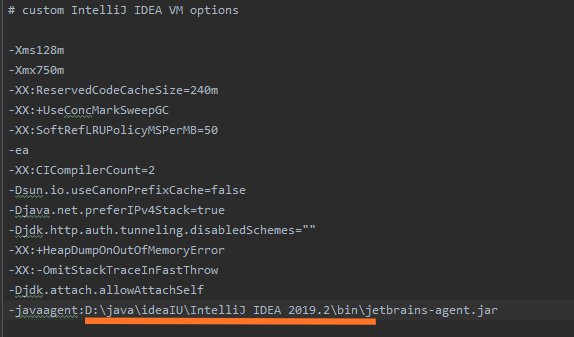 # custom IntelliJ IDEA VM options
-Xms128m
-Xmx750m
-XX:ReservedCodeCacheSize=240m
-XX:+UseConcMarkSweepGC
-XX:SoftRefLRUPolicyMSPerMB=50
-ea
-XX:CICompilerCount=2
-Dsun.io.useCanonPrefixCache=false
-Djava.net.preferIPv4Stack=true
-Djdk.http.auth.tunneling.disabledSchemes=""
-XX:+HeapDumpOnOutOfMemoryError
-XX:-OmitStackTraceInFastThrow
-Djdk.attach.allowAttachSelf
-javaagent:D:\java\ideaIU\IntelliJ IDEA 2019.2\bin\jetbrains-agent.jar